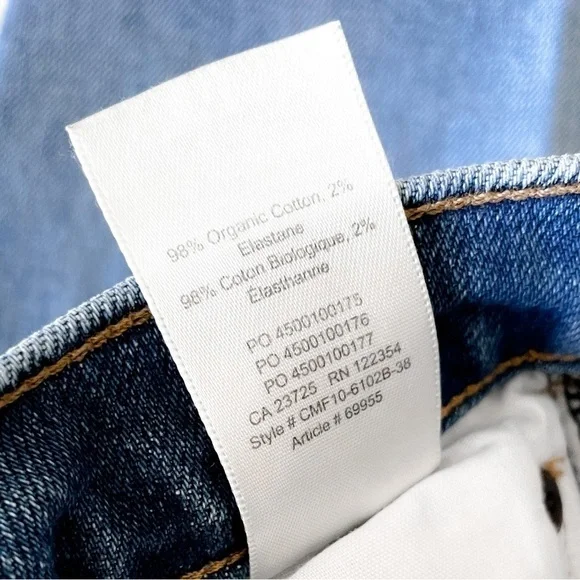 98% Organic Cotton, 2%
Elastane
98% Coton Biologique, 2%
Élasthanne
PO 4500100175
PO 4500100176
PO 4500100177
CA 23725 RN 122354
Style # CMF10-6102B-38
Article # 69955